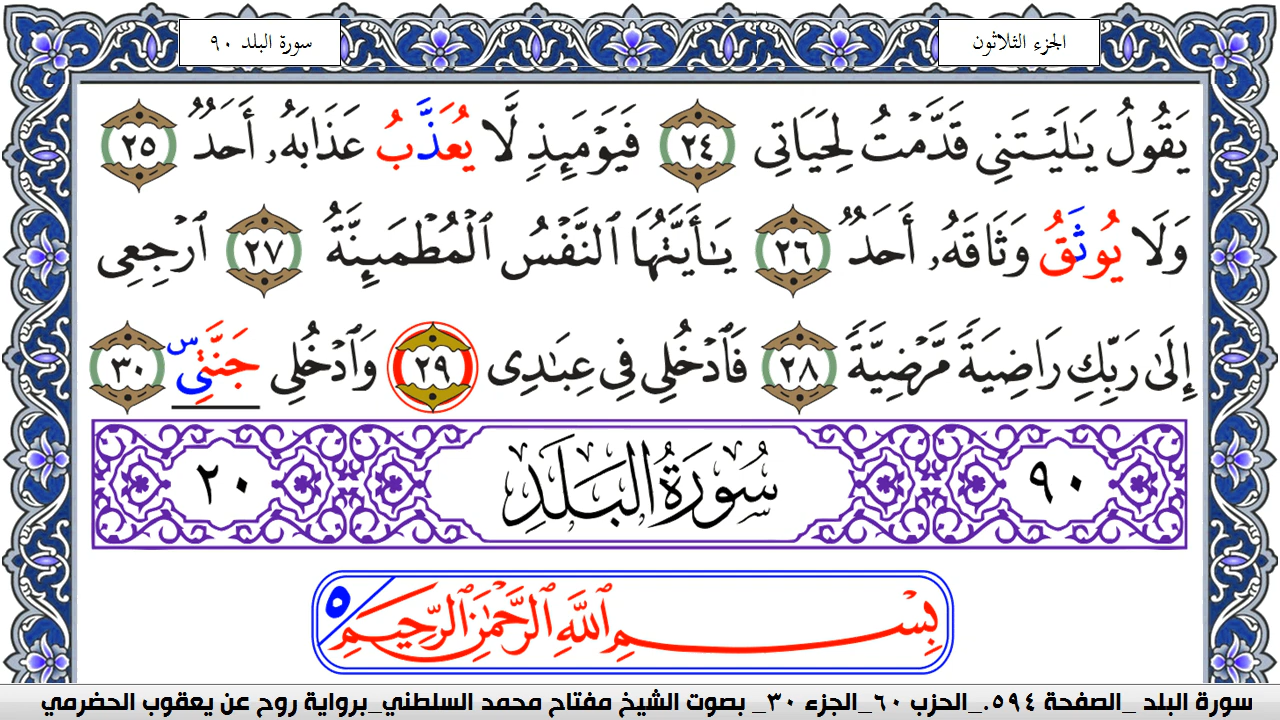 الجزء الثلاثون
سورة البلد ٩٠
يَقُولُ يَٰلَيْتَنِى قَدَّمْتُ لِحَيَاتِى ٢٤ فَيَوْمَئِذٍ لَّا يُعَذَّبُ عَذَابَهُۥ أَحَدٌ ٢٥
وَلَا يُوثَقُ وَثَاقَهُۥ أَحَدٌ ٢٦ يَٰأَيَّتُهَا ٱلنَّفْسُ ٱلْمُطْمَئِنَّةُ ٢٧ ٱرْجِعِى
إِلَىٰ رَبِّكِ رَاضِيَةً مَّرْضِيَّةً ٢٨ فَٱدْخُلِى فِى عِبَٰدِى ٢٩ وَٱدْخُلِى جَنَّتِى س ٣٠
٩٠ سُورَةُ البَلَدِ ٢٠
بِسْمِ ٱللَّهِ ٱلرَّحْمَٰنِ ٱلرَّحِيمِ ٥
سورة البلد _الصفحة ٥٩٤._الحزب ٦٠_الجزء ٣٠_ بصوت الشيخ مفتاح محمد السلطني_برواية روح عن يعقوب الحضرمي